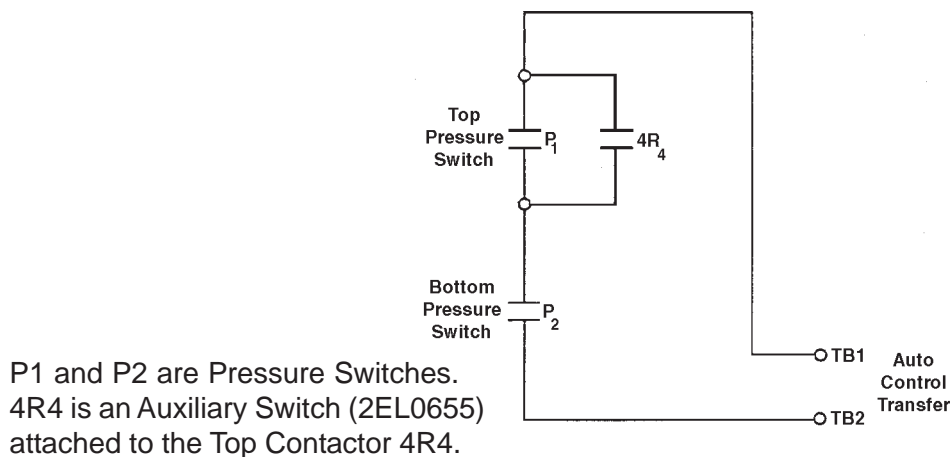 Top
Pressure
Switch
P1
4R4
Bottom
Pressure
Switch
P2
TB1
Auto
Control
Transfer
TB2
P1 and P2 are Pressure Switches.
4R4 is an Auxiliary Switch (2EL0655)
attached to the Top Contactor 4R4.